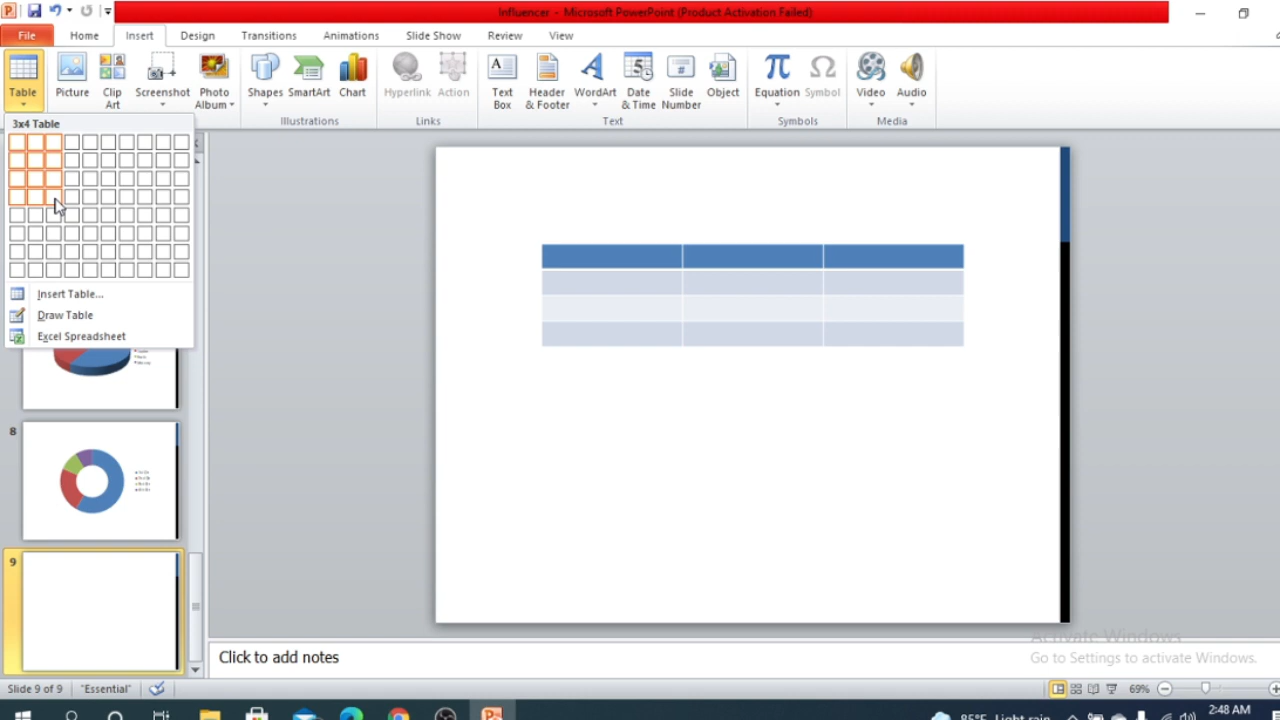 Influencer - Microsoft PowerPoint (Product Activation Failed)
File Home Insert Design Transitions Animations Slide Show Review View
Table Picture Clip Art Screenshot Photo Album Shapes SmartArt Chart Hyperlink Action Text Box Header & Footer WordArt Date & Time Slide Number Object Equation Symbol Video Audio
Illustrations Links Text Symbols Media
3x4 Table
Insert Table...
Draw Table
Excel Spreadsheet
8
9
Click to add notes
Activate Windows
Go to Settings to activate Windows.
Slide 9 of 9 "Essential" 69%
85°F Light rain 2:48 AM